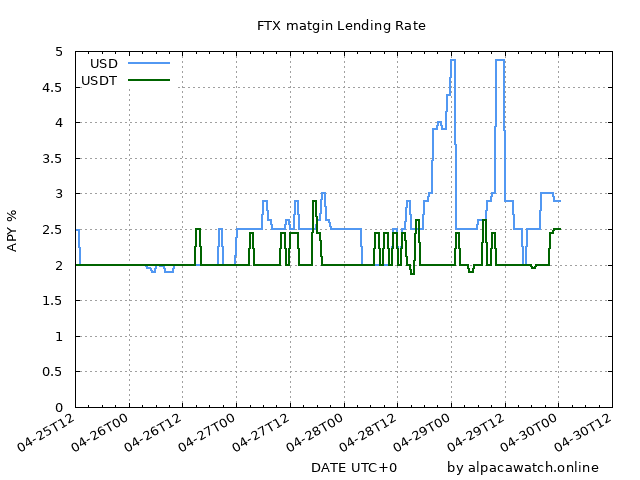 FTX matgin Lending Rate
5
4.5
4
3.5
3
2.5
2
1.5
1
0.5
0
APY %
USD
USDT
04-25T12
04-26T00
04-26T12
04-27T00
04-27T12
04-28T00
04-28T12
04-29T00
04-29T12
04-30T00
04-30T12
DATE UTC+0
by alpacawatch.online